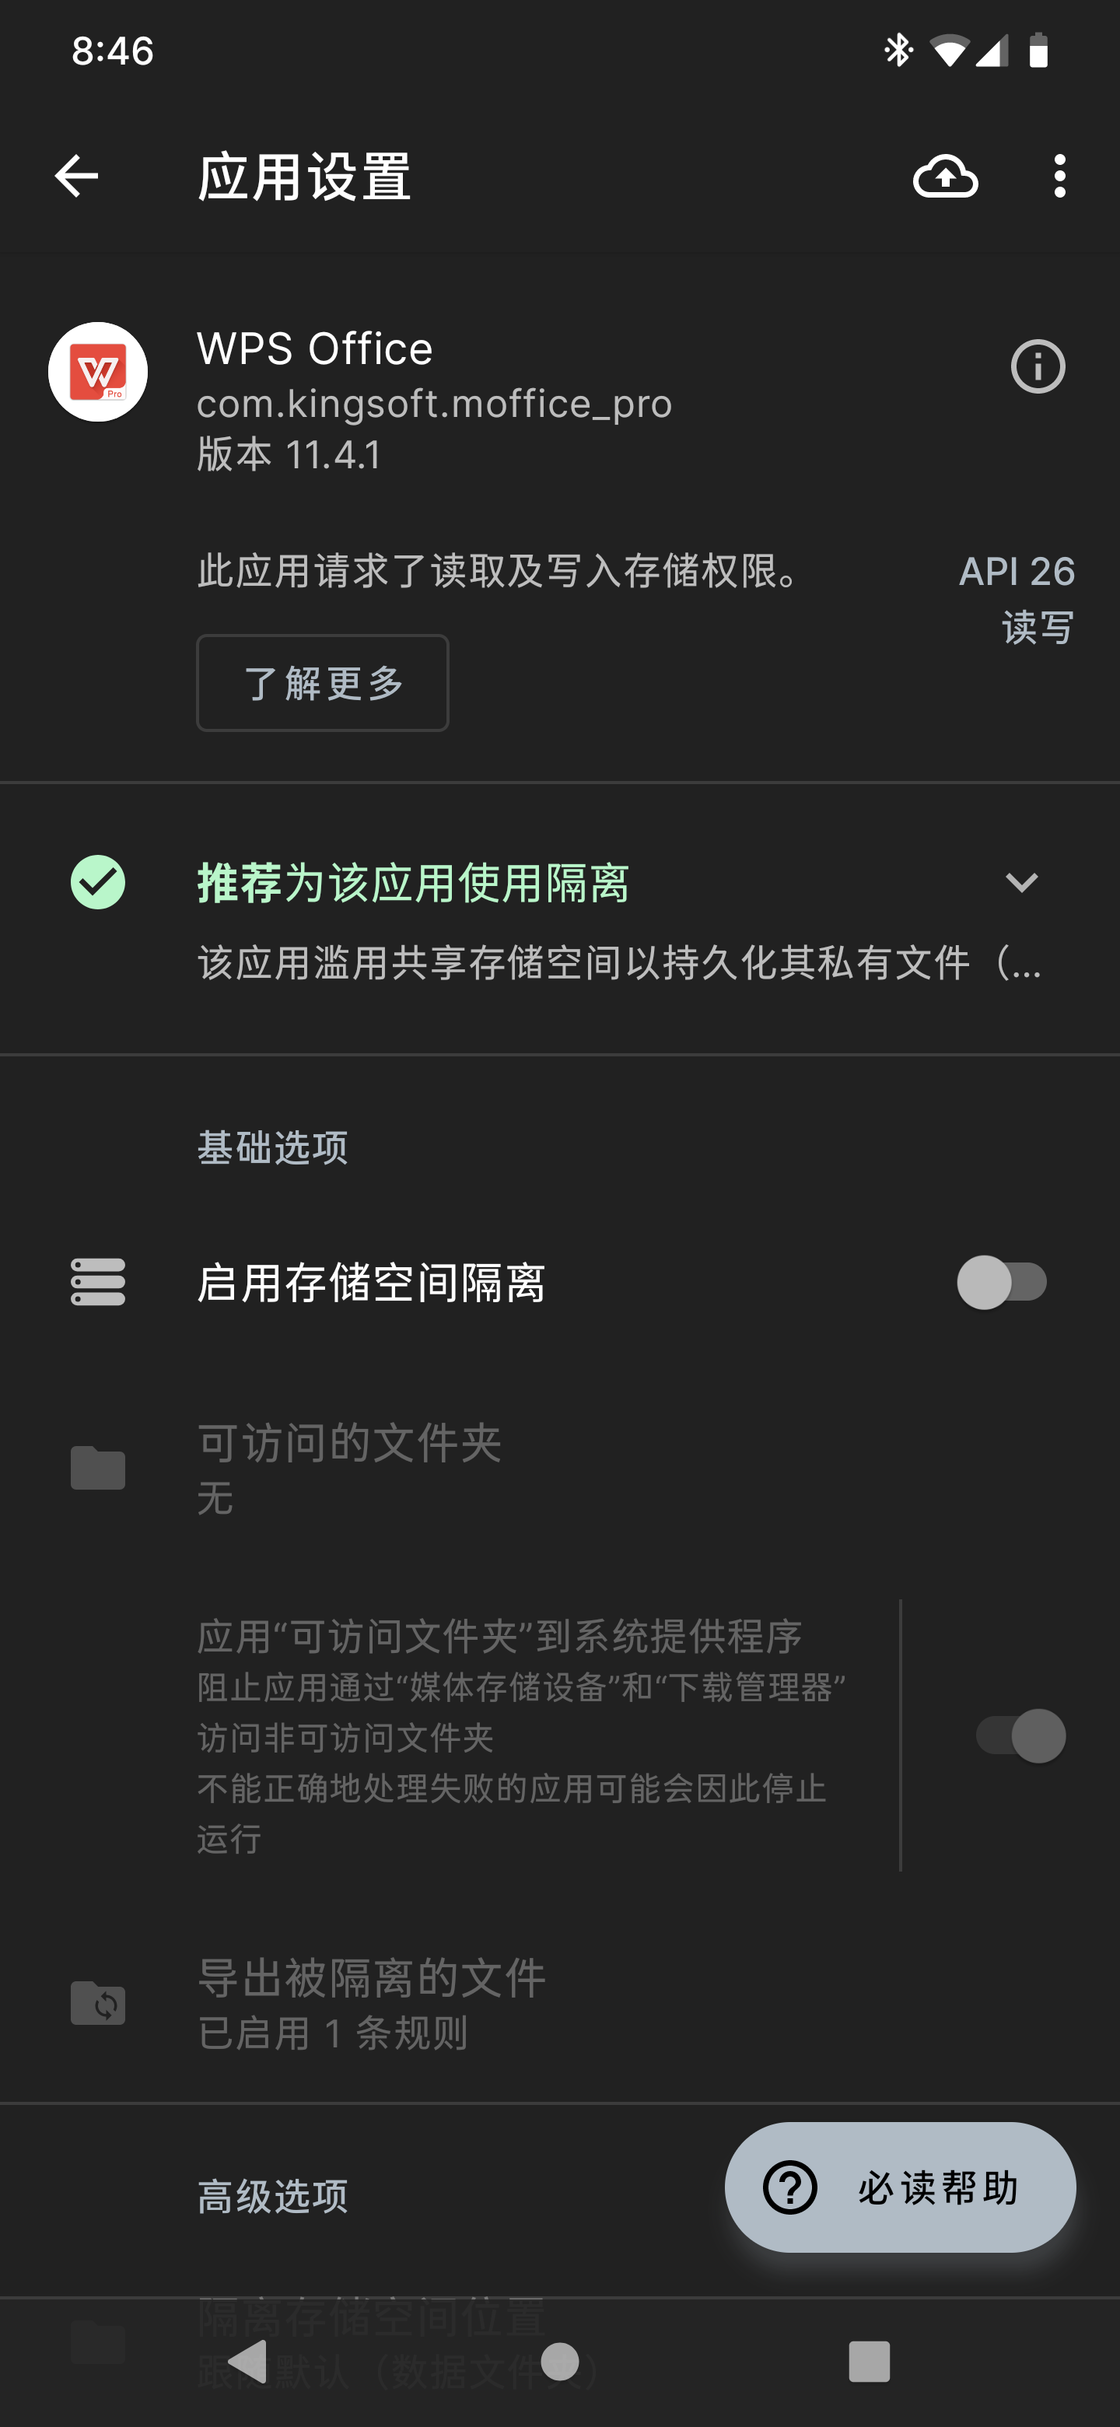 8:46
应用设置
WPS Office
com.kingsoft.moffice_pro
版本 11.4.1
Pro
此应用请求了读取及写入存储权限。
API 26
读写
了解更多
推荐为该应用使用隔离
该应用滥用共享存储空间以持久化其私有文件（...
基础选项
启用存储空间隔离
可访问的文件夹
无
应用“可访问文件夹”到系统提供程序
阻止应用通过“媒体存储设备”和“下载管理器”
访问非可访问文件夹
不能正确地处理失败的应用可能会因此停止
运行
导出被隔离的文件
已启用 1 条规则
高级选项
必读帮助
隔离存储空间位置
跟随默认（数据文件夹）